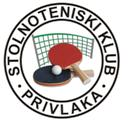 STOLNOTENISKI KLUB
• PRIVLAKA •